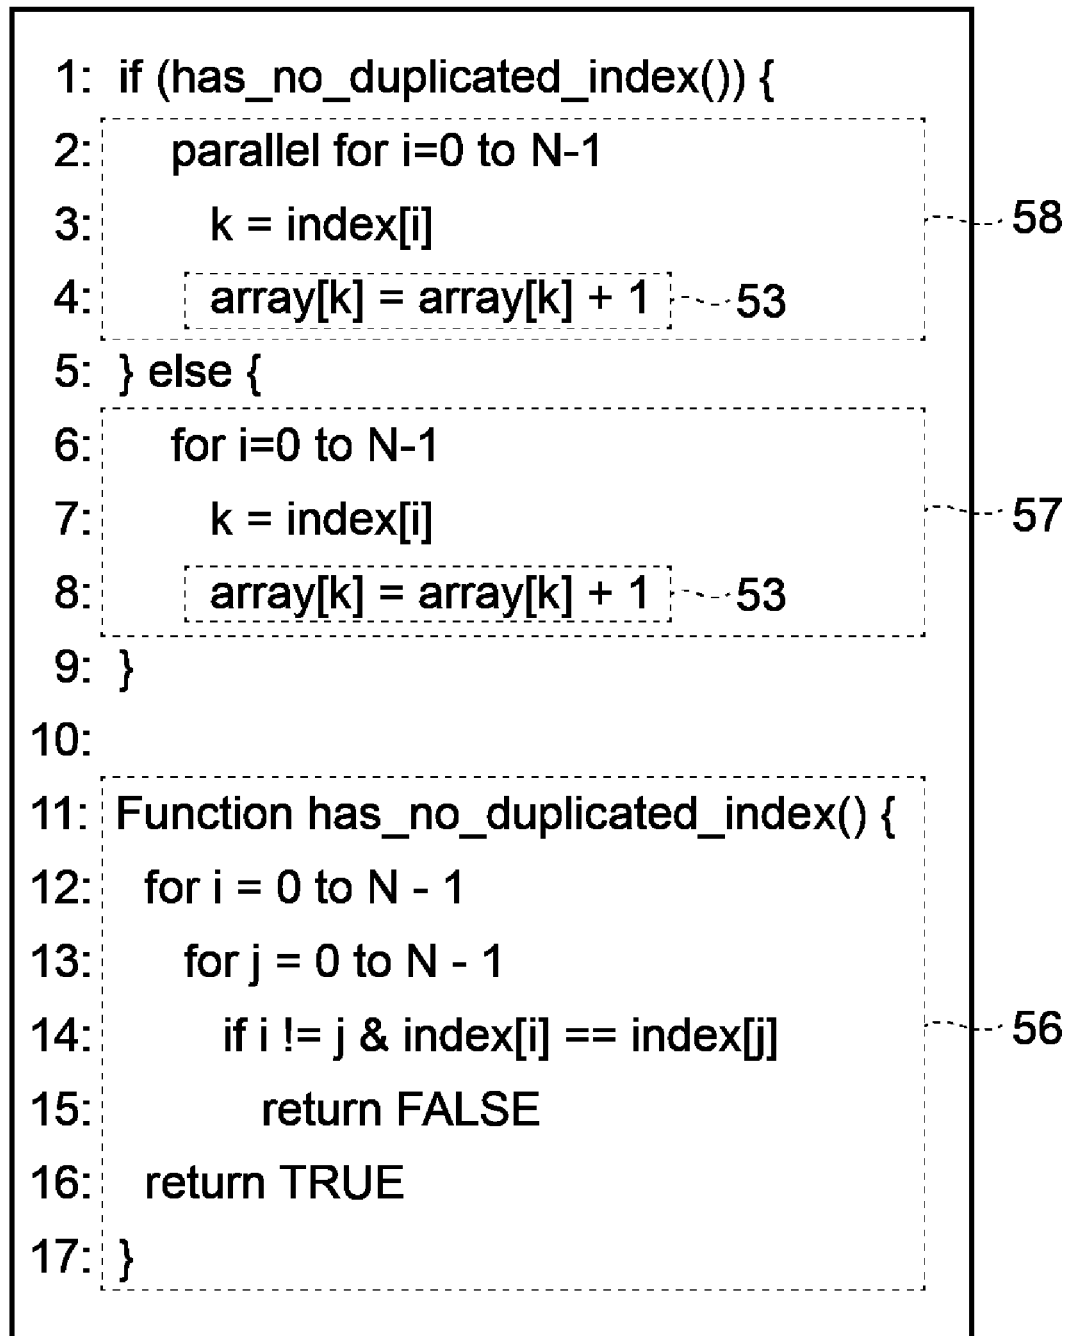 1: if (has_no_duplicated_index()) {
2: parallel for i=0 to N-1
3: k = index[i] 58
4: array[k] = array[k] + 1 53
5: } else {
6: for i=0 to N-1
7: k = index[i] 57
8: array[k] = array[k] + 1 53
9: }
10:
11: Function has_no_duplicated_index() {
12: for i = 0 to N - 1
13: for j = 0 to N - 1
14: if i != j & index[i] == index[j] 56
15: return FALSE
16: return TRUE
17: }